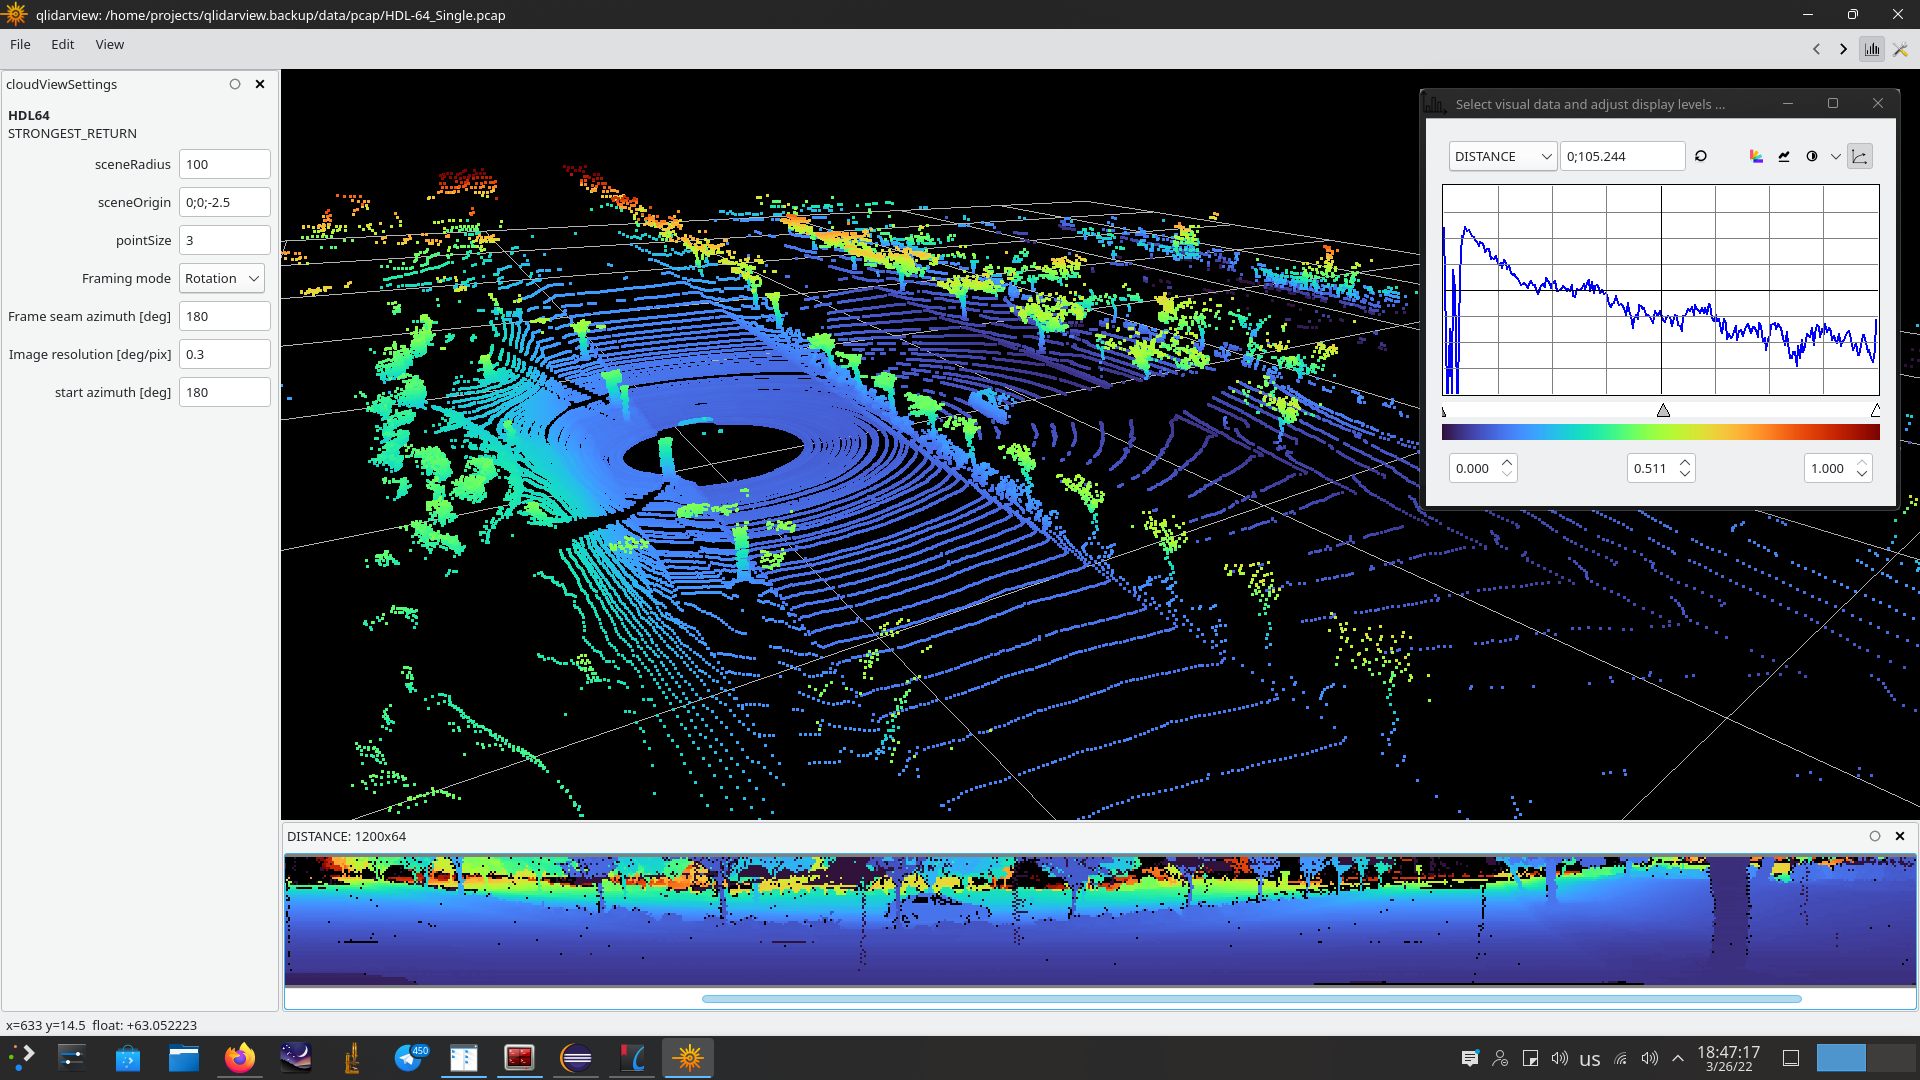 qlidarview: /home/projects/qlidarview.backup/data/pcap/HDL-64_Single.pcap
File Edit View
cloudViewSettings
HDL64
STRONGEST_RETURN
sceneRadius 100
sceneOrigin 0;0;-2.5
pointSize 3
Framing mode Rotation
Frame seam azimuth [deg] 180
Image resolution [deg/pix] 0.3
start azimuth [deg] 180
Select visual data and adjust display levels ...
DISTANCE 0;105.244
0.000 0.511 1.000
DISTANCE: 1200x64
x=633 y=14.5 float: +63.052223
450
us
18:47:17
3/26/22